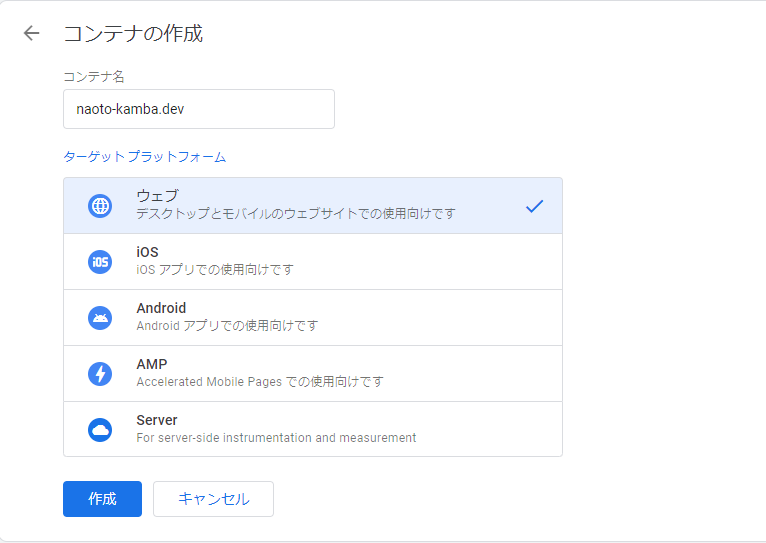 コンテナの作成
コンテナ名
naoto-kamba.dev
ターゲット プラットフォーム
ウェブ
デスクトップとモバイルのウェブサイトでの使用向けです
iOS
iOS
iOS アプリでの使用向けです
Android
Android アプリでの使用向けです
AMP
Accelerated Mobile Pages での使用向けです
Server
For server-side instrumentation and measurement
作成
キャンセル